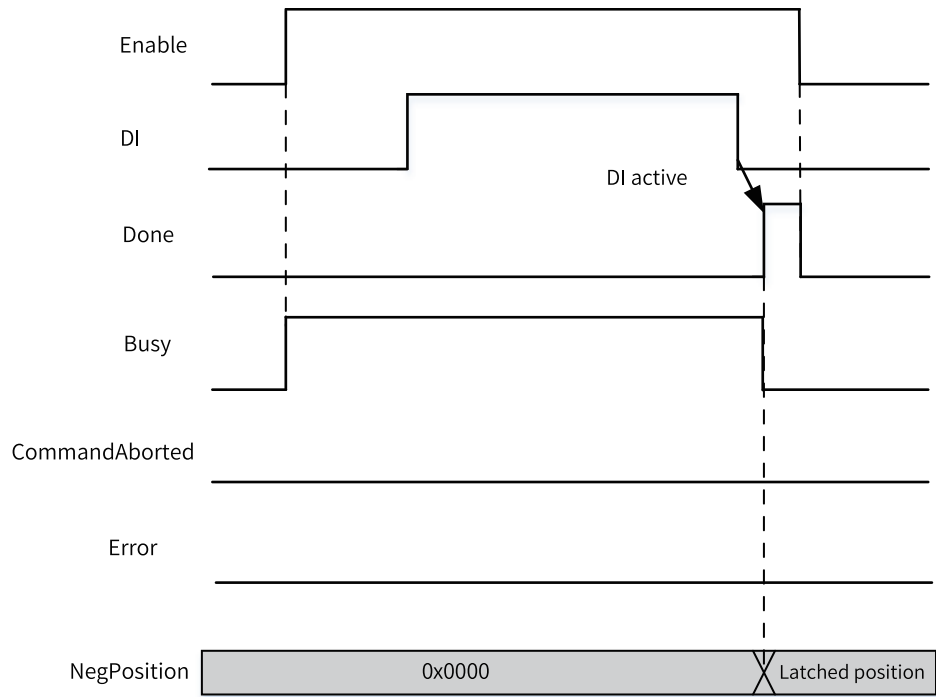 Enable
DI
DI active
Done
Busy
CommandAborted
Error
NegPosition 0x0000 Latched position